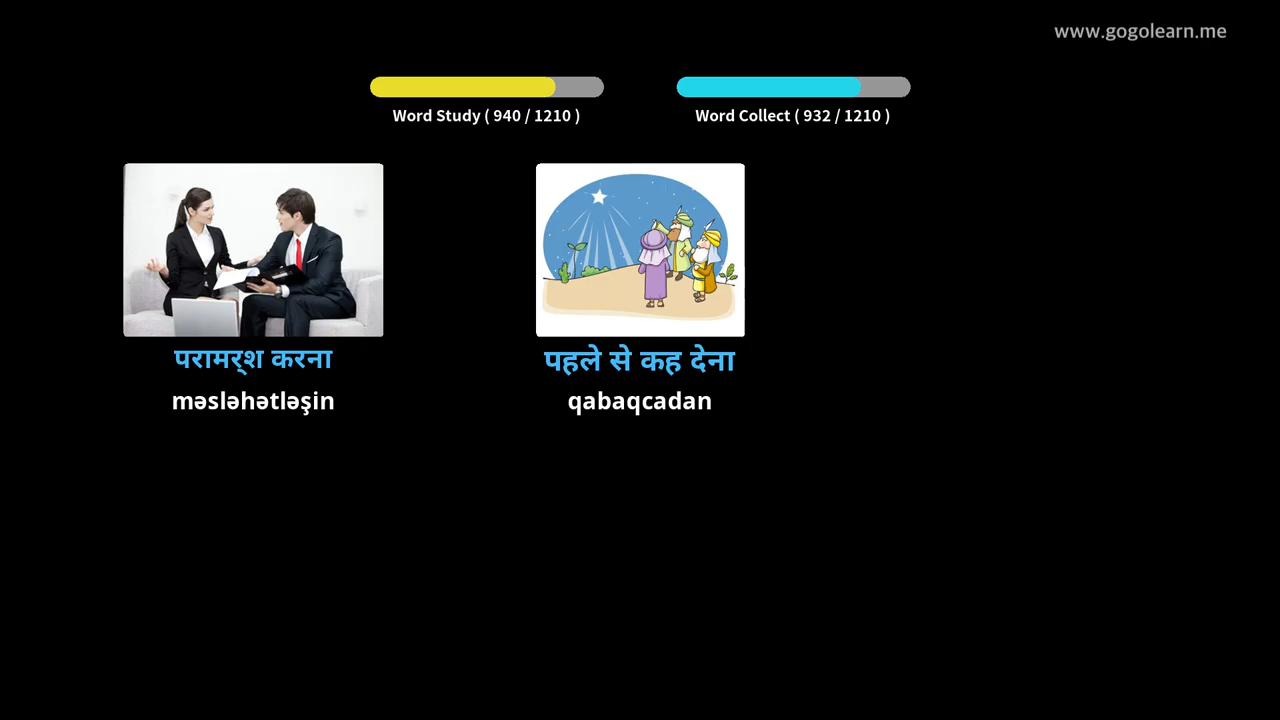 www.gogolearn.me
Word Study ( 940 / 1210 )
Word Collect ( 932 / 1210 )
परामर्श करना
məsləhətləşin
पहले से कह देना
qabaqcadan